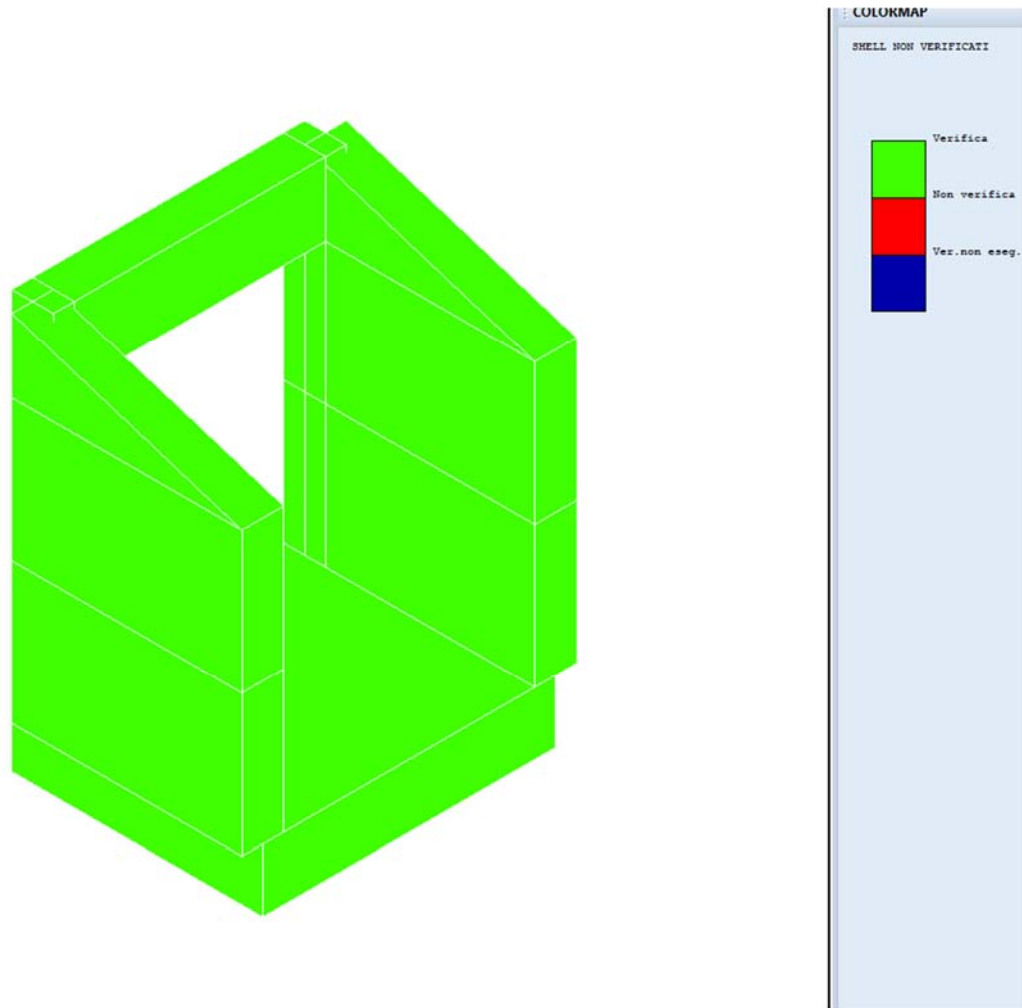 COLORMAP
SHELL NON VERIFICATI
Verifica
Non verifica
Ver.non eseg.